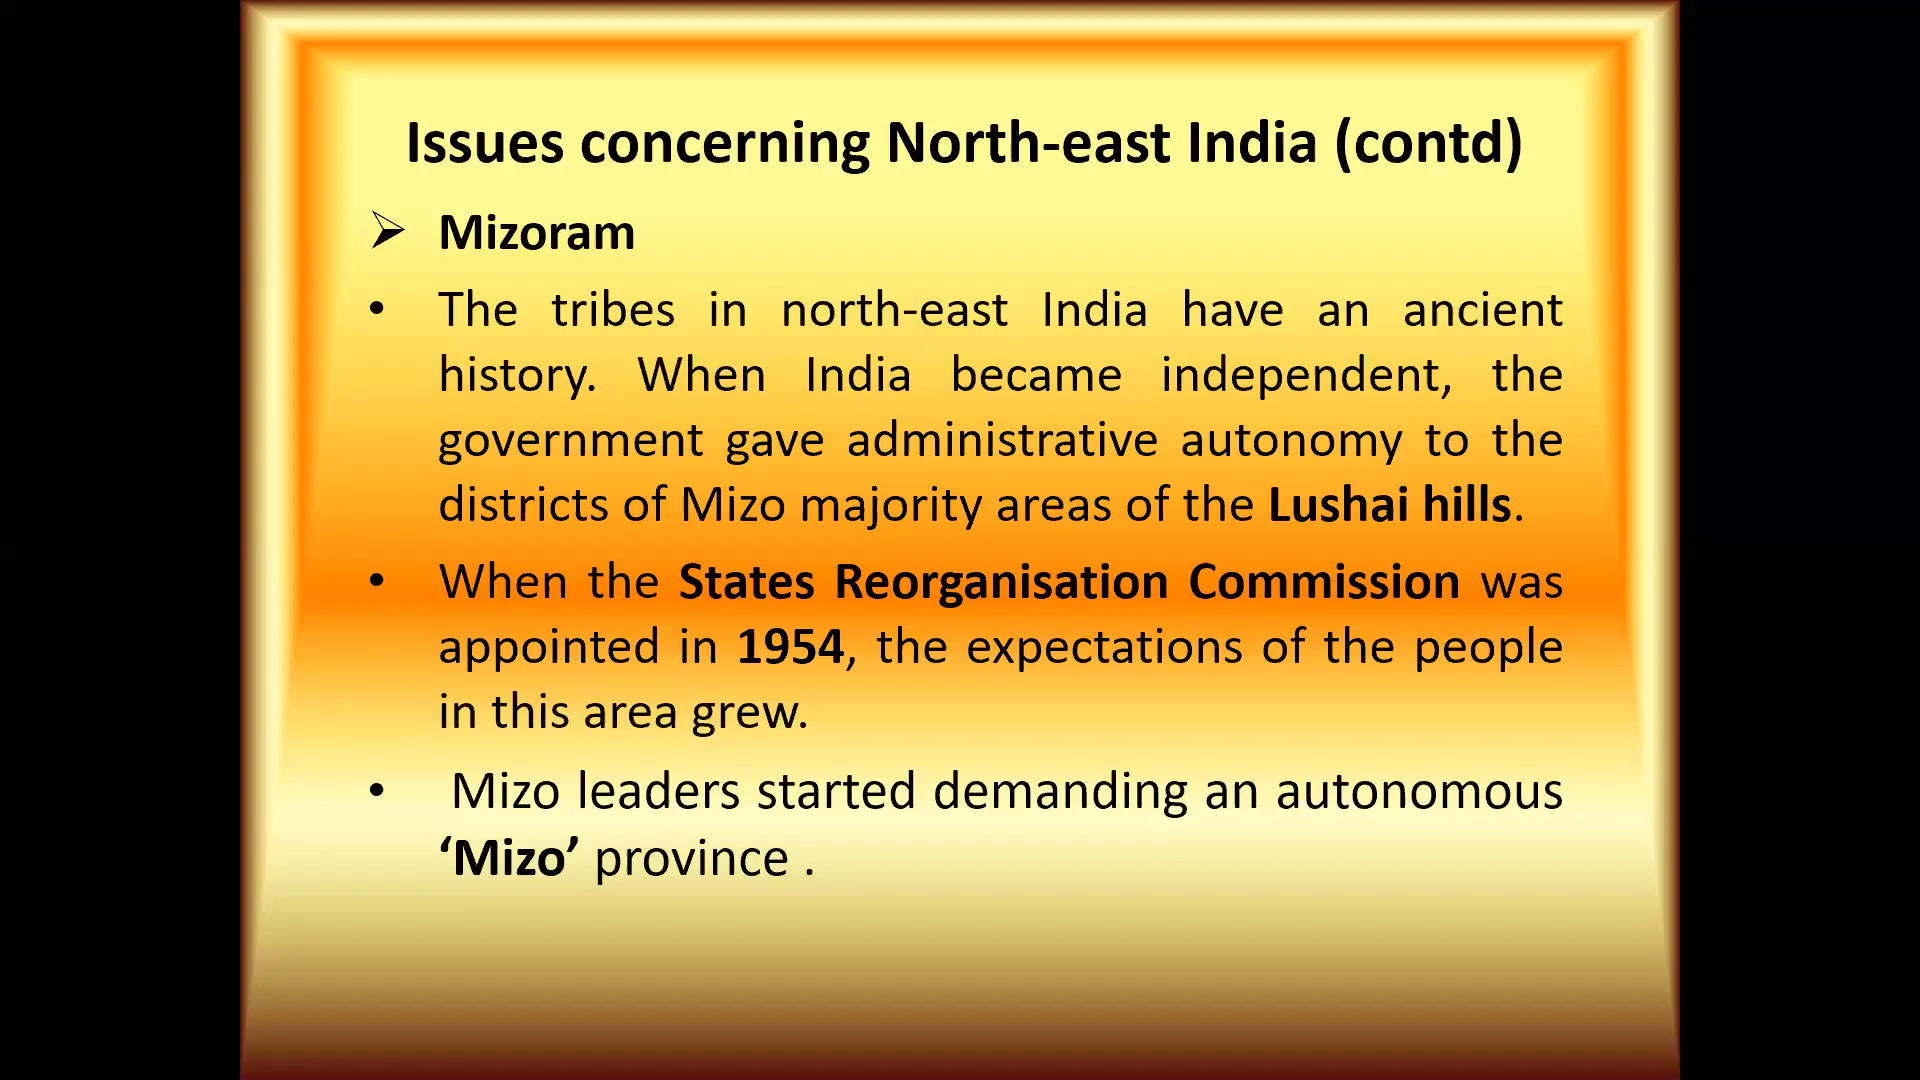 Issues concerning North-east India (contd)
➢ Mizoram
• The tribes in north-east India have an ancient
history. When India became independent, the
government gave administrative autonomy to the
districts of Mizo majority areas of the Lushai hills.
• When the States Reorganisation Commission was
appointed in 1954, the expectations of the people
in this area grew.
• Mizo leaders started demanding an autonomous
‘Mizo’ province .